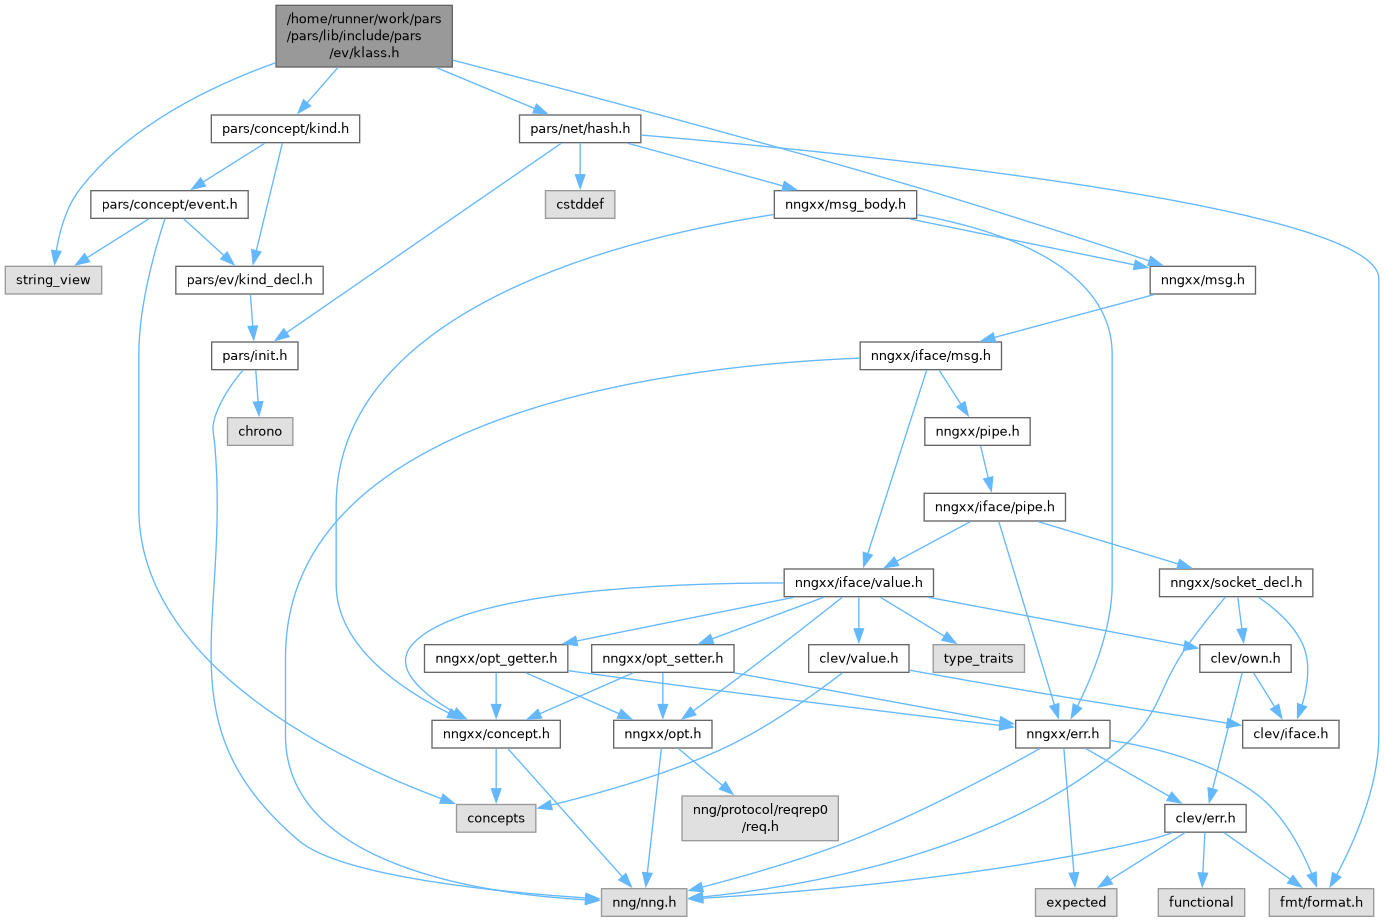 /home/runner/work/pars
/pars/lib/include/pars
/ev/klass.h
pars/concept/kind.h
pars/net/hash.h
pars/concept/event.h
cstddef
nngxx/msg_body.h
string_view
pars/ev/kind_decl.h
nngxx/msg.h
pars/init.h
nngxx/iface/msg.h
chrono
nngxx/pipe.h
nngxx/iface/pipe.h
nngxx/iface/value.h
nngxx/socket_decl.h
nngxx/opt_getter.h
nngxx/opt_setter.h
clev/value.h
type_traits
clev/own.h
nngxx/concept.h
nngxx/opt.h
nngxx/err.h
clev/iface.h
concepts
nng/protocol/reqrep0
/req.h
clev/err.h
nng/nng.h
expected
functional
fmt/format.h